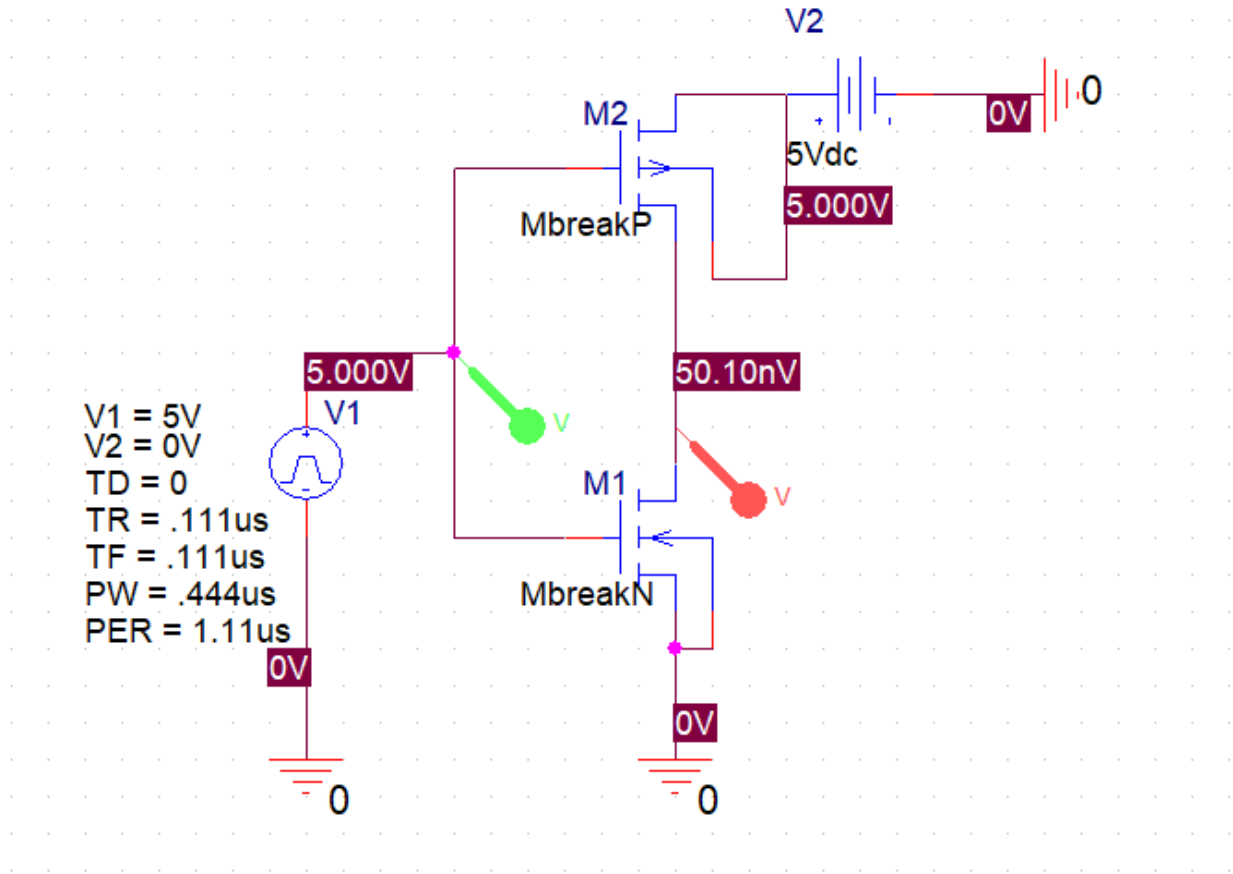 V2
0
0V
M2
5Vdc
5.000V
MbreakP
5.000V
50.10nV
V1
V
V1 = 5V
V2 = 0V
TD = 0
TR = .111us
TF = .111us
PW = .444us
PER = 1.11us
M1
V
MbreakN
0V
0V
0
0